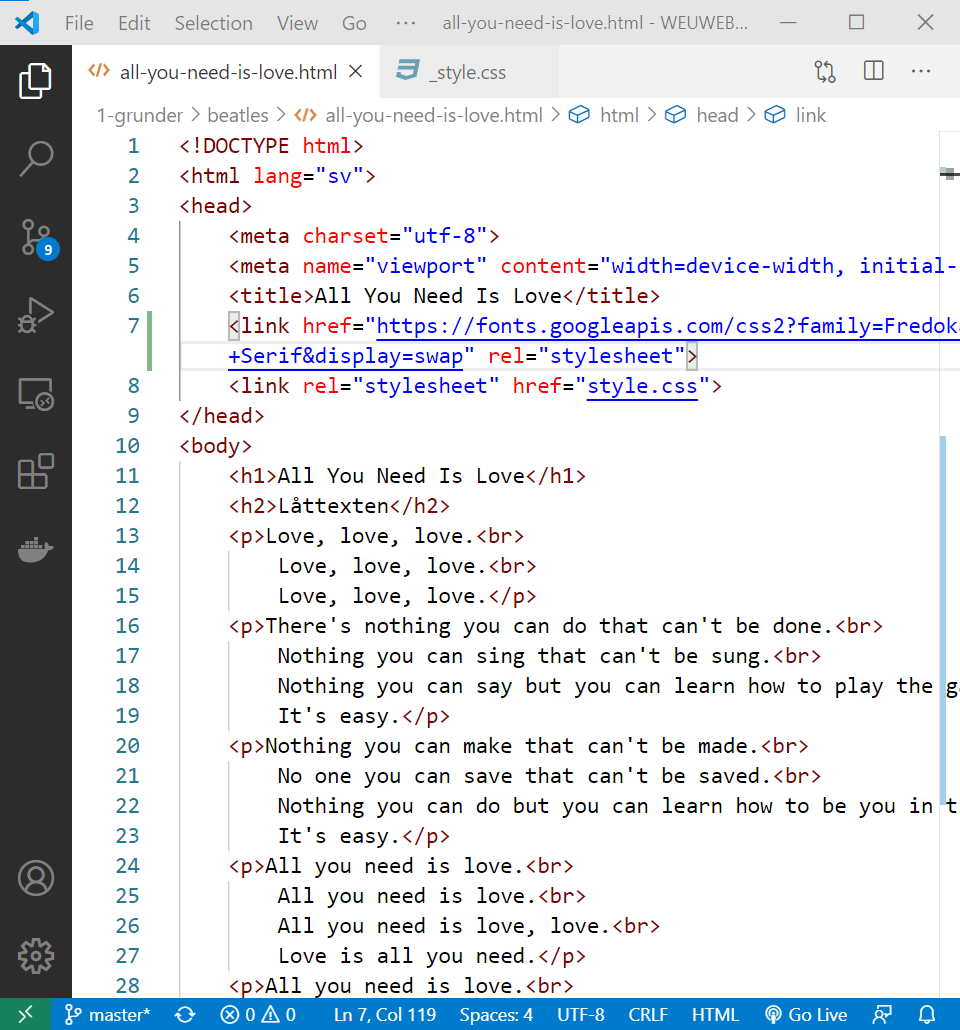 File Edit Selection View Go ··· all-you-need-is-love.html - WEUWEB...
all-you-need-is-love.html _style.css
1-grunder > beatles > all-you-need-is-love.html > html > head > link
1 <!DOCTYPE html>
2 <html lang="sv">
3 <head>
4 <meta charset="utf-8">
5 <meta name="viewport" content="width=device-width, initial-
6 <title>All You Need Is Love</title>
7 <link href="https://fonts.googleapis.com/css2?family=Fredoka
+Serif&display=swap" rel="stylesheet">
8 <link rel="stylesheet" href="style.css">
9 </head>
10 <body>
11 <h1>All You Need Is Love</h1>
12 <h2>Låttexten</h2>
13 <p>Love, love, love.<br>
14 Love, love, love.<br>
15 Love, love, love.</p>
16 <p>There's nothing you can do that can't be done.<br>
17 Nothing you can sing that can't be sung.<br>
18 Nothing you can say but you can learn how to play the ga
19 It's easy.</p>
20 <p>Nothing you can make that can't be made.<br>
21 No one you can save that can't be saved.<br>
22 Nothing you can do but you can learn how to be you in t
23 It's easy.</p>
24 <p>All you need is love.<br>
25 All you need is love.<br>
26 All you need is love, love.<br>
27 Love is all you need.</p>
28 <p>All you need is love.<br>
9
master* 0 0 Ln 7, Col 119 Spaces: 4 UTF-8 CRLF HTML Go Live